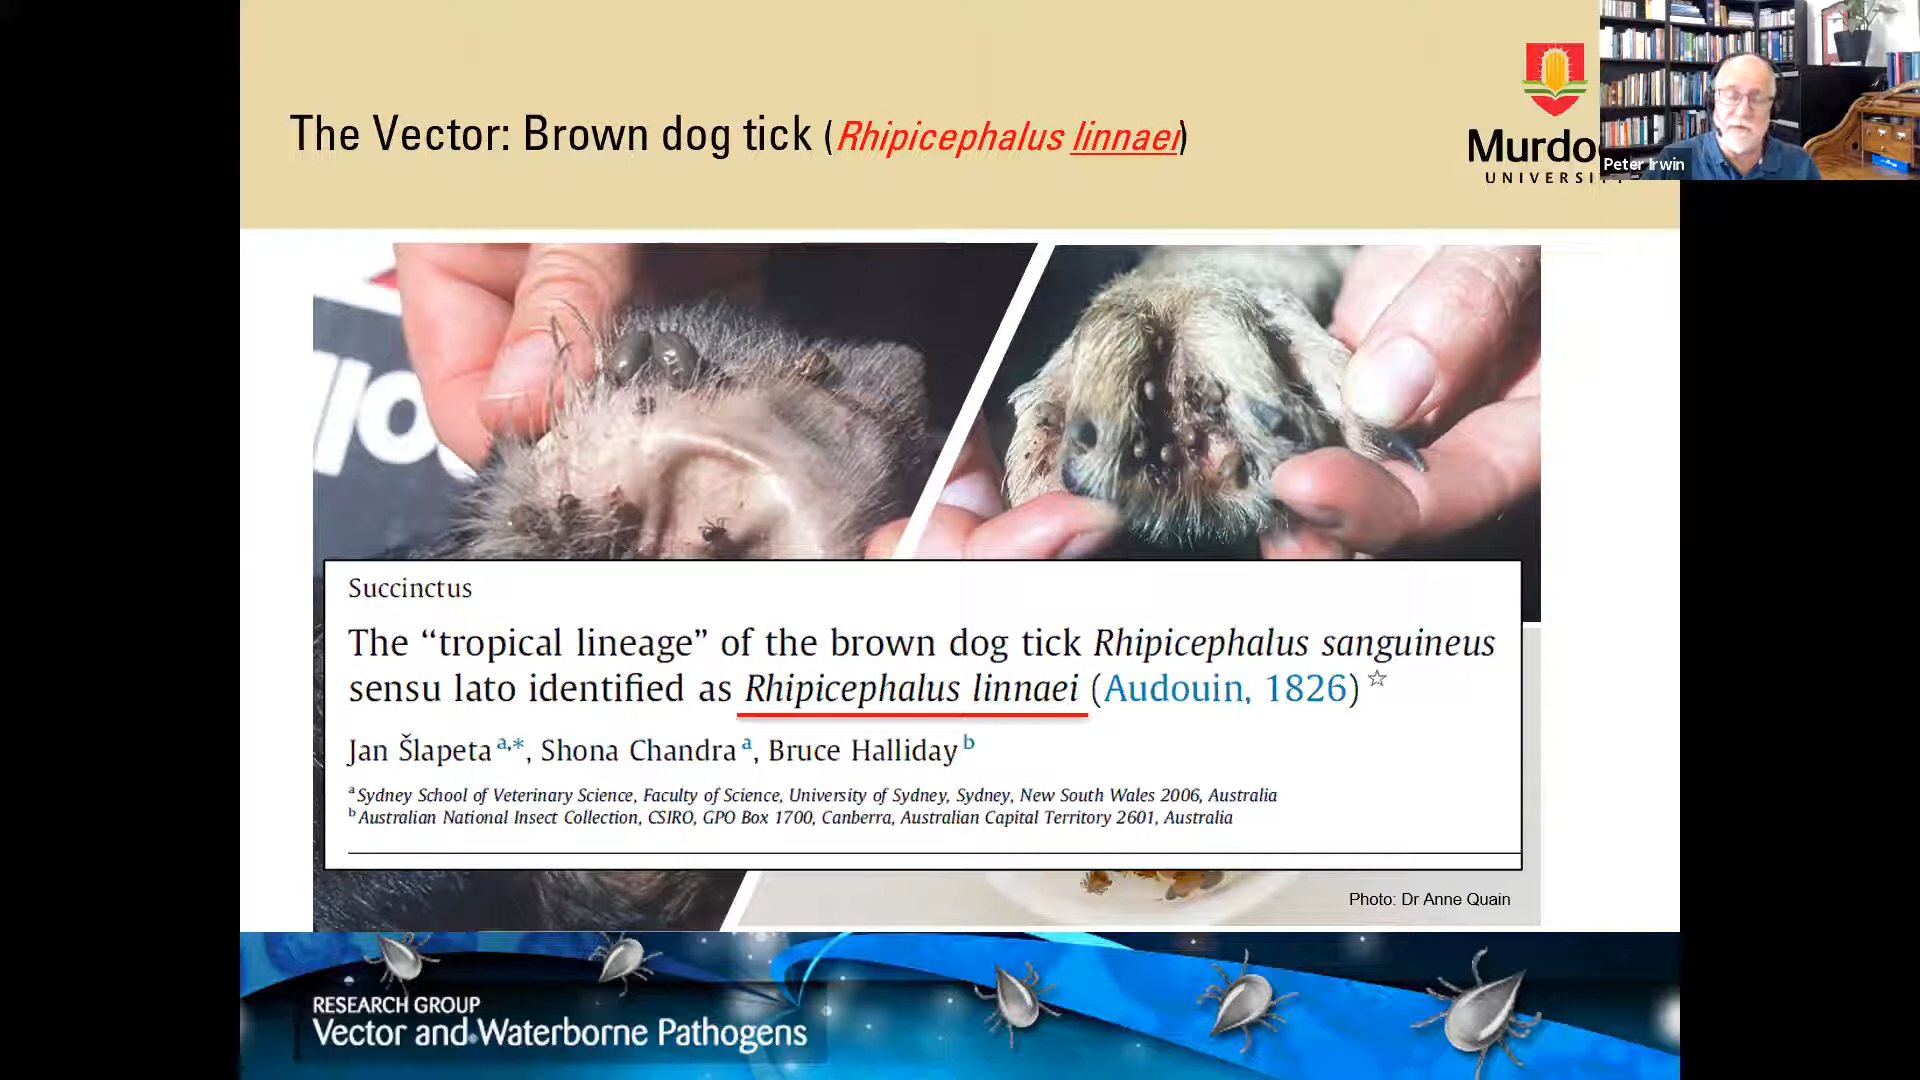 The Vector: Brown dog tick (Rhipicephalus linnaei)
Murdo
UNIVERSI
Peter Irwin
Succinctus
The “tropical lineage” of the brown dog tick Rhipicephalus sanguineus
sensu lato identified as Rhipicephalus linnaei (Audouin, 1826)☆
Jan Šlapeta a,*, Shona Chandra a, Bruce Halliday b
a Sydney School of Veterinary Science, Faculty of Science, University of Sydney, Sydney, New South Wales 2006, Australia
b Australian National Insect Collection, CSIRO, GPO Box 1700, Canberra, Australian Capital Territory 2601, Australia
Photo: Dr Anne Quain
RESEARCH GROUP
Vector and Waterborne Pathogens